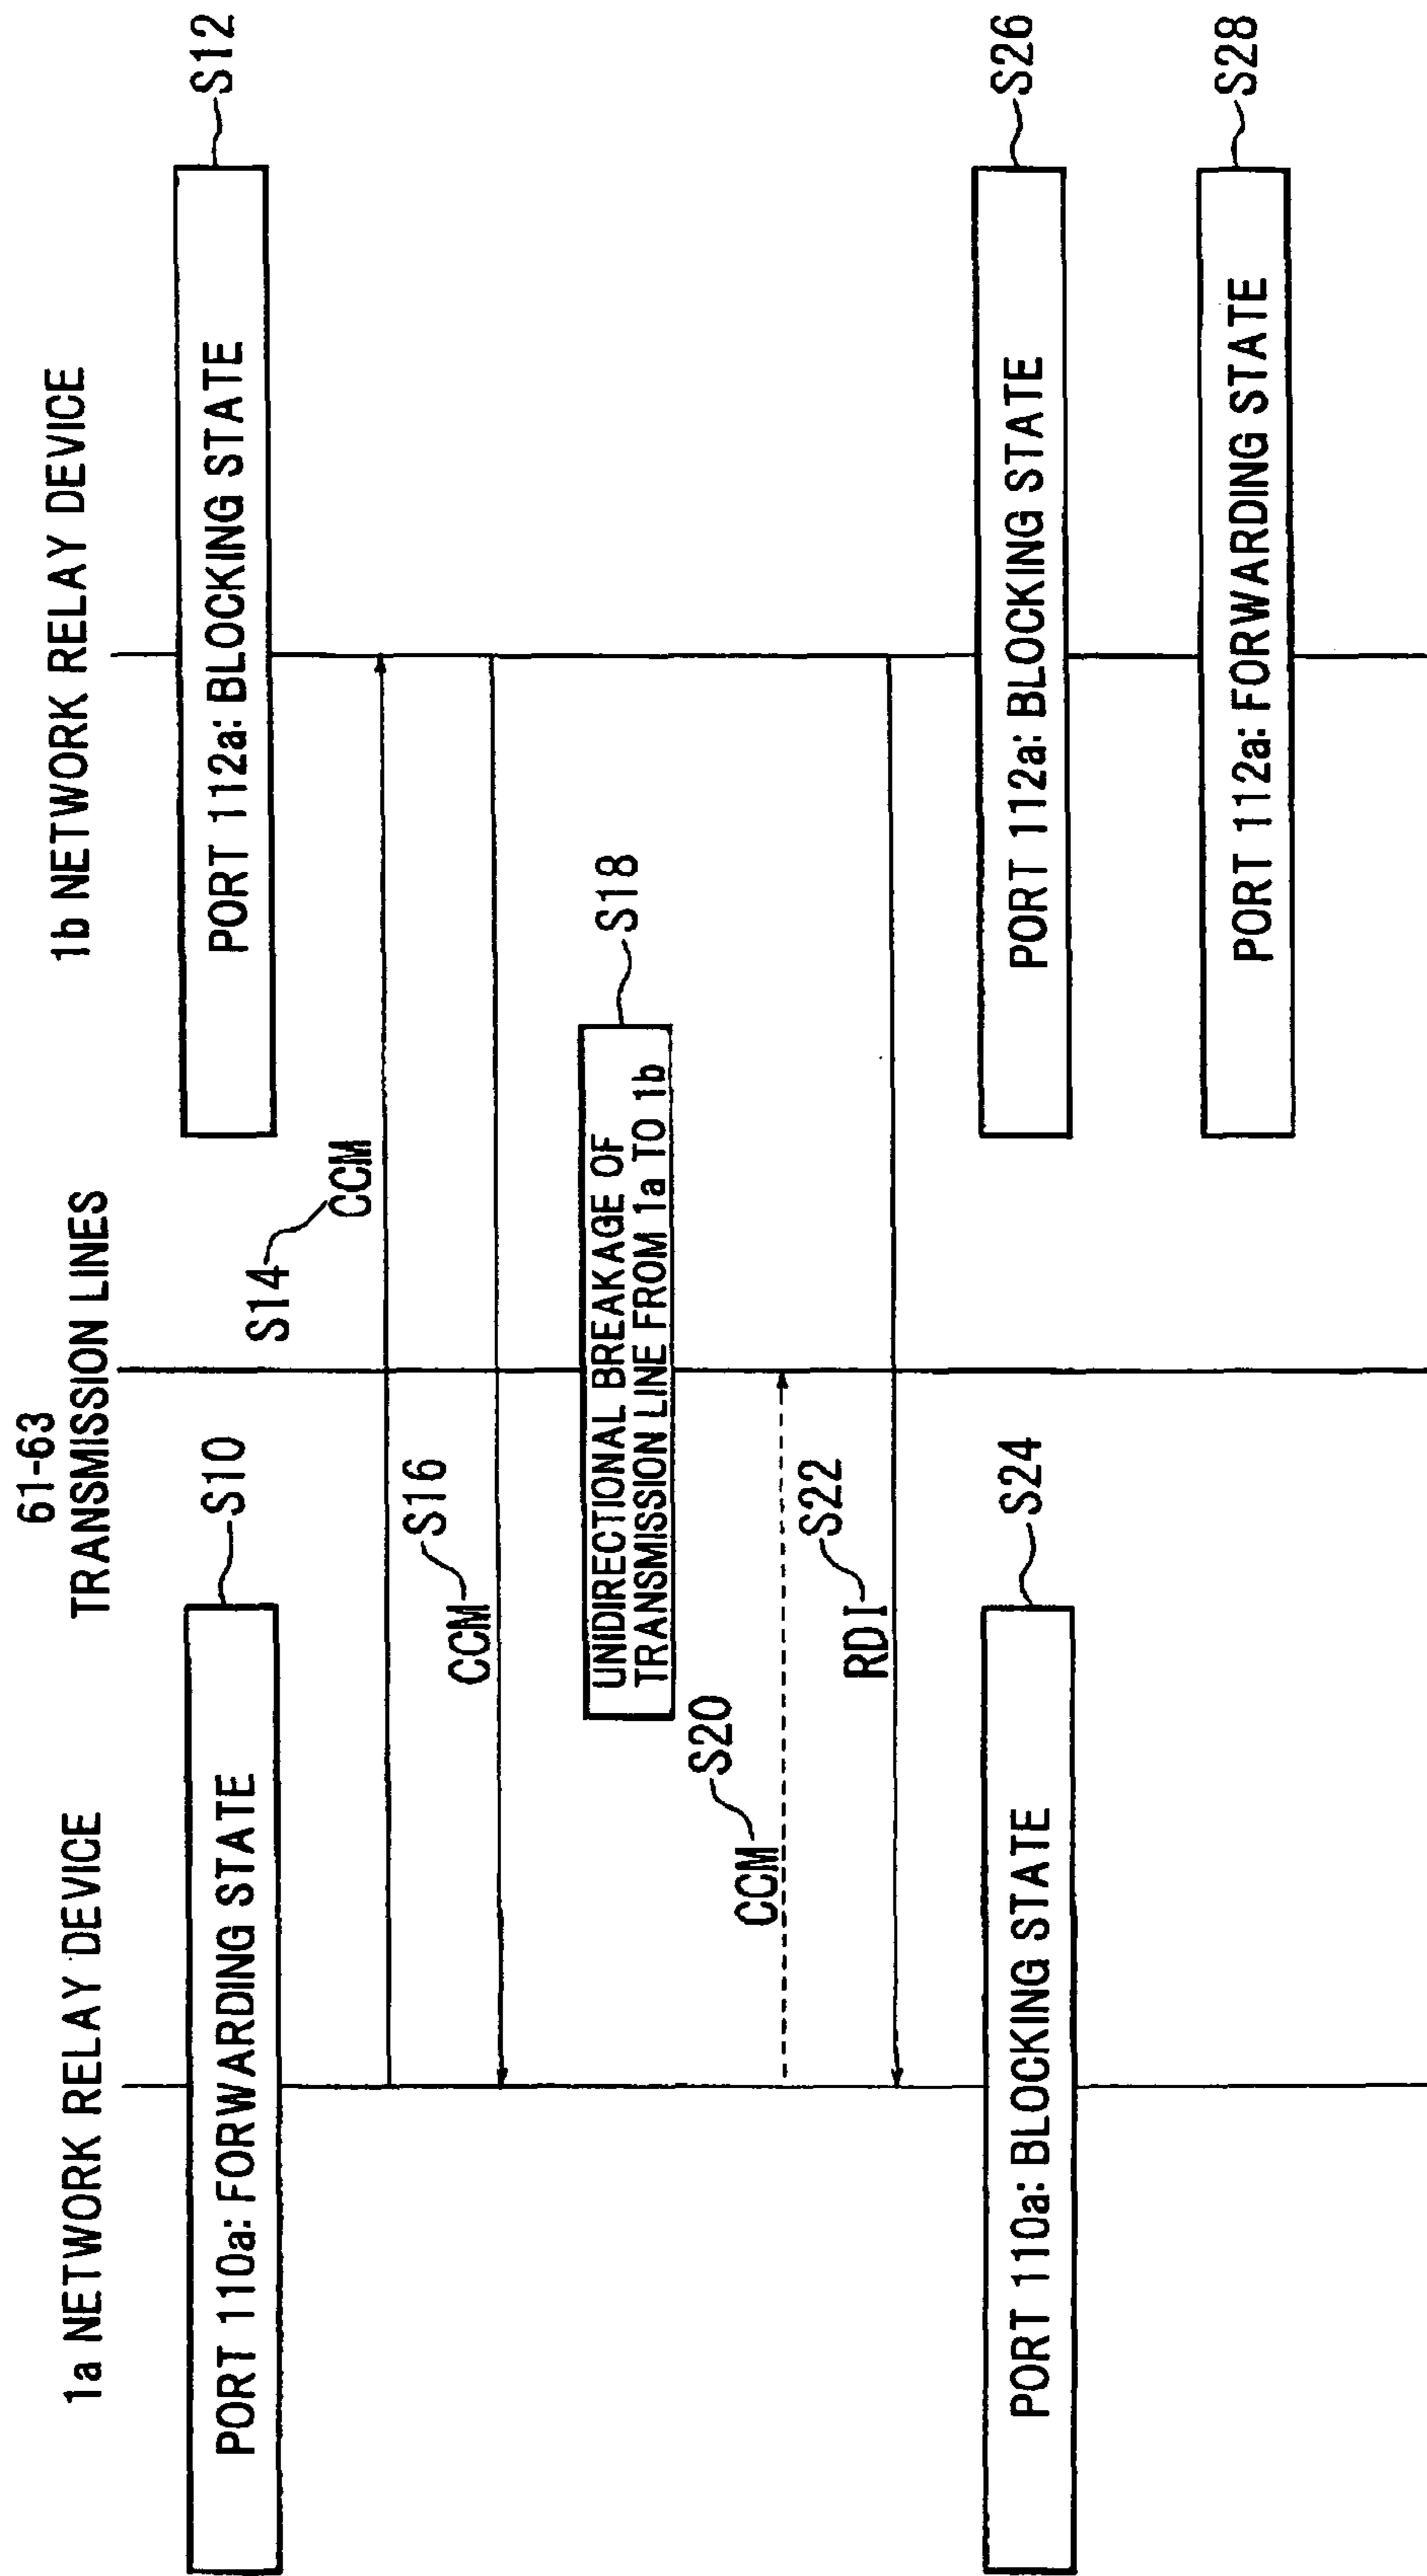 1a NETWORK RELAY DEVICE
61-63
TRANSMISSION LINES
1b NETWORK RELAY DEVICE
PORT 110a: FORWARDING STATE
S10
PORT 112a: BLOCKING STATE
S12
S14
CCM
CCM
S16
UNIDIRECTIONAL BREAKAGE OF
TRANSMISSION LINE FROM 1a TO 1b
S18
CCM
S20
RDI
S22
PORT 110a: BLOCKING STATE
S24
PORT 112a: BLOCKING STATE
S26
PORT 112a: FORWARDING STATE
S28